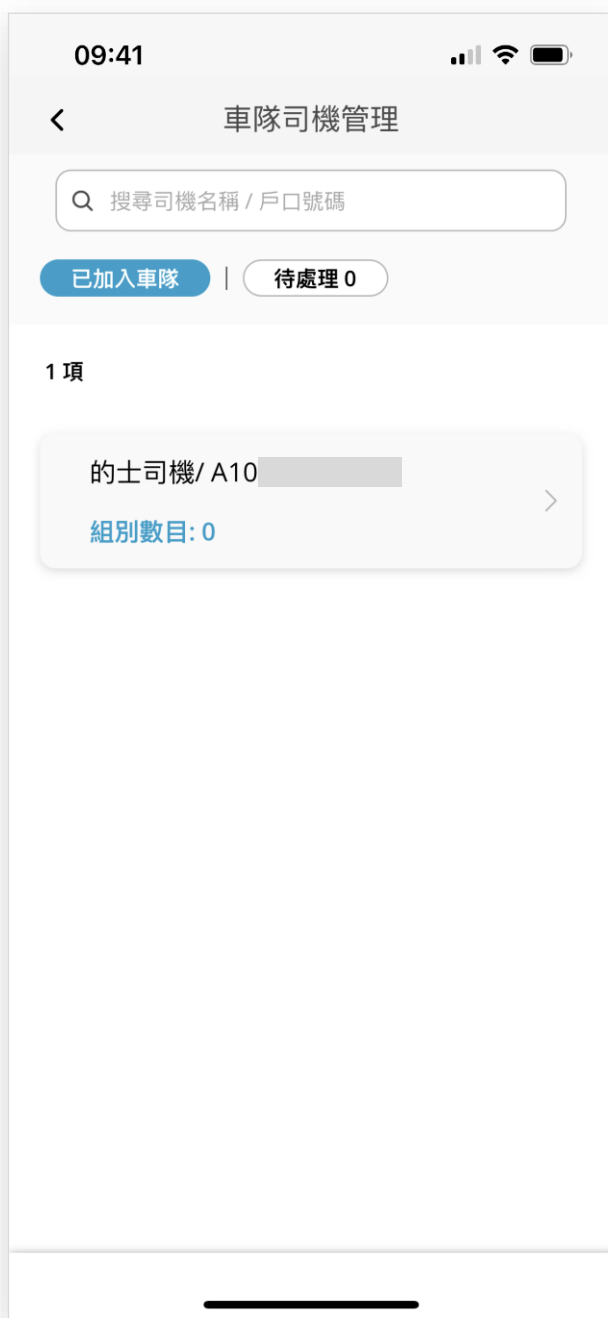 09:41
車隊司機管理
搜尋司機名稱 / 戶口號碼
已加入車隊 | 待處理 0
1 項
的士司機/ A10
組別數目: 0